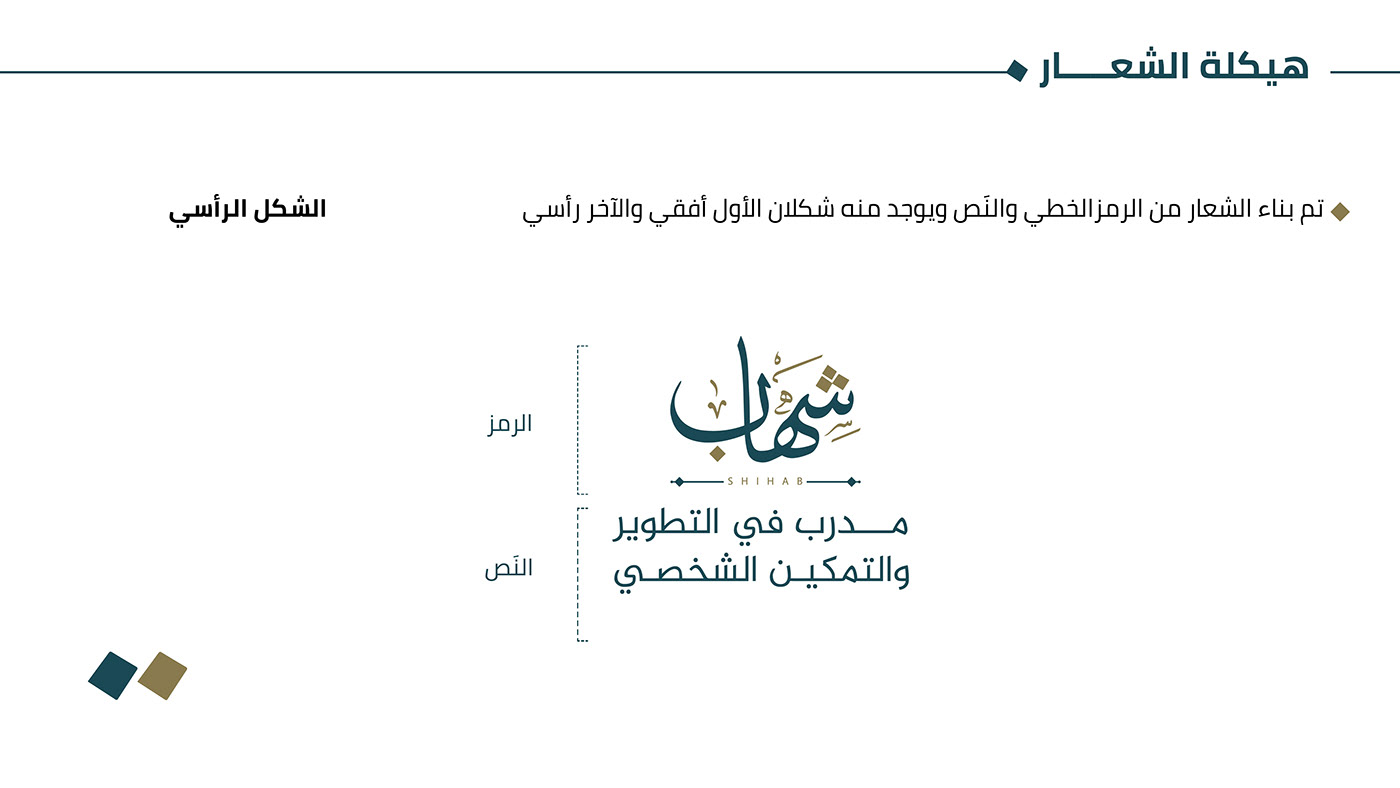 هيكلة الشعـــــار
تم بناء الشعار من الرمزالخطي والنَص ويوجد منه شكلان الأول أفقي والآخر رأسي
الشكل الرأسي
الرمز
شهاب
SHIHAB
النَص
مـــدرب في التطوير
والتمكيـن الشخصـي